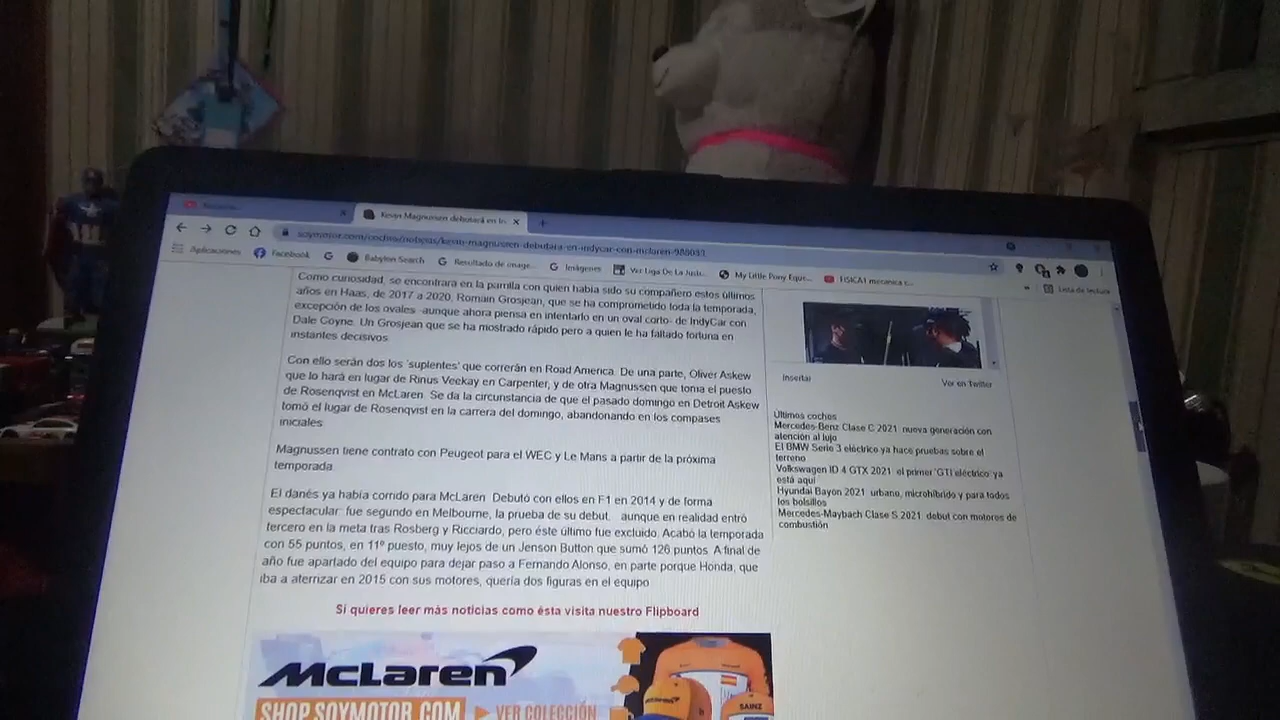 Kevin Magnussen debutará en In
soymotor.com/coches/noticias/kevin-magnussen-debutara-en-indycar-con-mclaren-988033
Aplicaciones Facebook Babylon Search Resultado de image... Imágenes Ver Liga De La Justi... My Little Pony Eque... FISICA1 mecanica c... Lista de lectura
Como curiosidad, se encontrará en la parrilla con quien había sido su compañero estos últimos
años en Haas, de 2017 a 2020, Romain Grosjean, que se ha comprometido toda la temporada,
excepción de los ovales -aunque ahora piensa en intentarlo en un oval corto- de IndyCar con
Dale Coyne. Un Grosjean que se ha mostrado rápido pero a quien le ha faltado fortuna en
instantes decisivos.
Con ello serán dos los 'suplentes' que correrán en Road America. De una parte, Oliver Askew
que lo hará en lugar de Rinus Veekay en Carpenter, y de otra Magnussen que toma el puesto
de Rosenqvist en McLaren. Se da la circunstancia de que el pasado domingo en Detroit Askew
tomó el lugar de Rosenqvist en la carrera del domingo, abandonando en los compases
iniciales.
Magnussen tiene contrato con Peugeot para el WEC y Le Mans a partir de la próxima
temporada.
El danés ya había corrido para McLaren. Debutó con ellos en F1 en 2014 y de forma
espectacular: fue segundo en Melbourne, la prueba de su debut... aunque en realidad entró
tercero en la meta tras Rosberg y Ricciardo, pero éste último fue excluido. Acabó la temporada
con 55 puntos, en 11º puesto, muy lejos de un Jenson Button que sumó 126 puntos. A final de
año fue apartado del equipo para dejar paso a Fernando Alonso, en parte porque Honda, que
iba a aterrizar en 2015 con sus motores, quería dos figuras en el equipo.
Si quieres leer más noticias como ésta visita nuestro Flipboard
McLaren
SHOP.SOYMOTOR.COM VER COLECCIÓN
SAINZ
Insertar Ver en Twitter
Últimos coches
Mercedes-Benz Clase C 2021: nueva generación con
atención al lujo
El BMW Serie 3 eléctrico ya hace pruebas sobre el
terreno
Volkswagen ID.4 GTX 2021: el primer 'GTI eléctrico' ya
está aquí
Hyundai Bayon 2021: urbano, microhíbrido y para todos
los bolsillos
Mercedes-Maybach Clase S 2021: debut con motores de
combustión